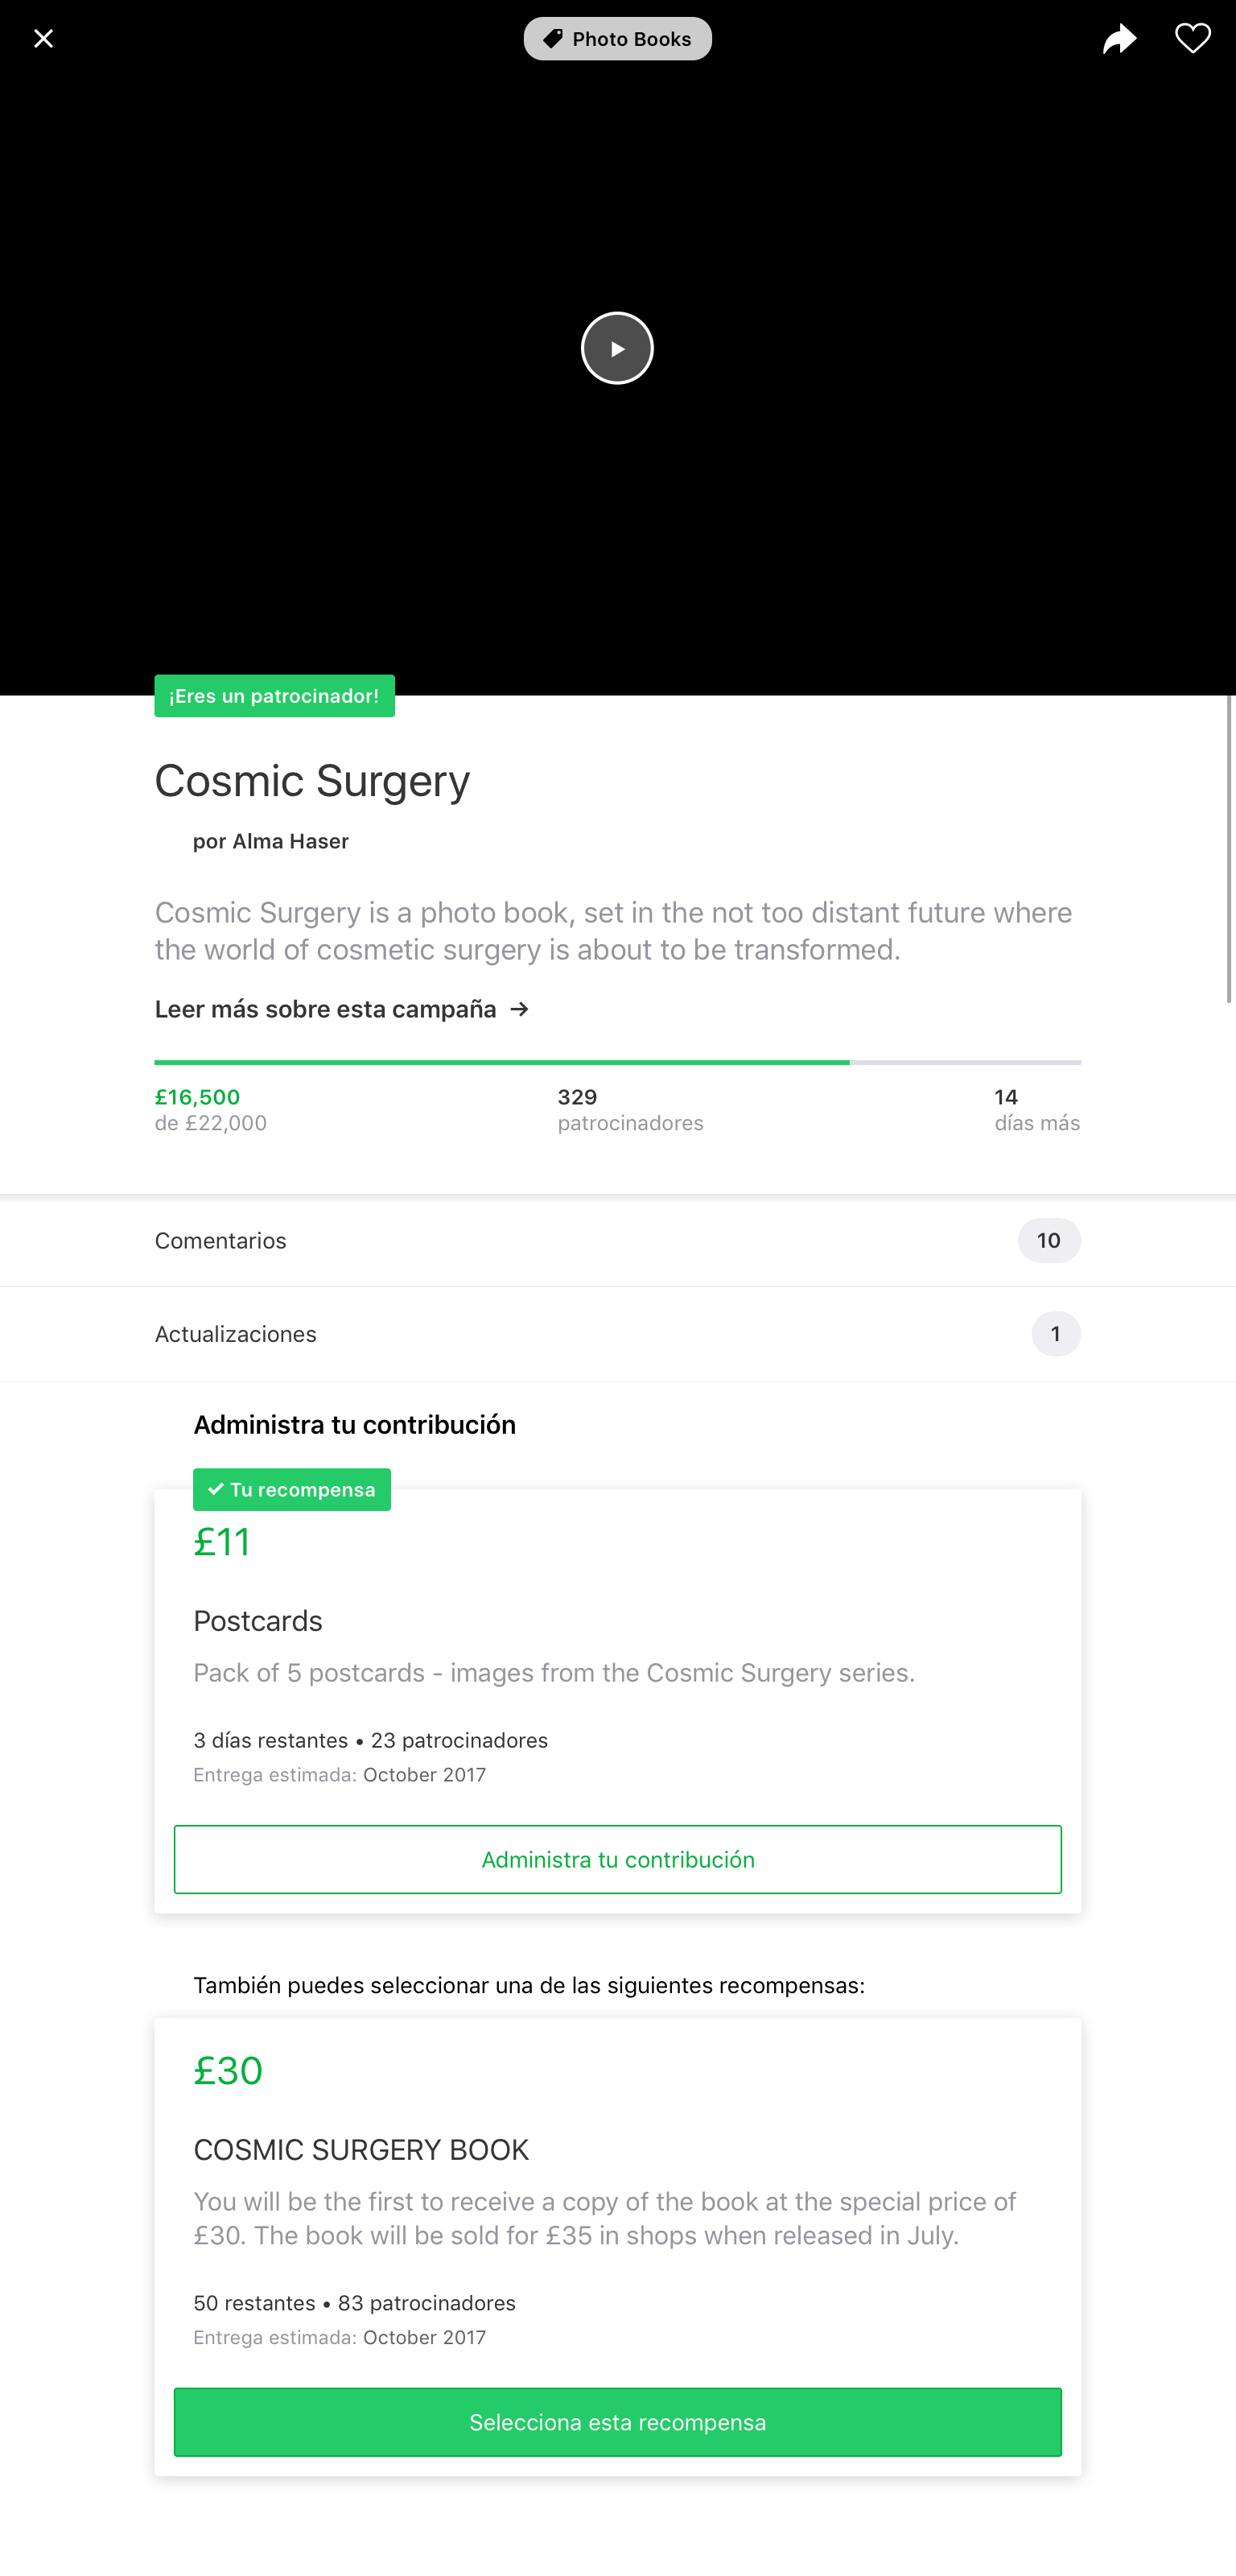 Photo Books
¡Eres un patrocinador!
Cosmic Surgery
por Alma Haser
Cosmic Surgery is a photo book, set in the not too distant future where
the world of cosmetic surgery is about to be transformed.
Leer más sobre esta campaña →
£16,500
de £22,000
329
patrocinadores
14
días más
Comentarios
10
Actualizaciones
1
Administra tu contribución
Tu recompensa
£11
Postcards
Pack of 5 postcards - images from the Cosmic Surgery series.
3 días restantes • 23 patrocinadores
Entrega estimada: October 2017
Administra tu contribución
También puedes seleccionar una de las siguientes recompensas:
£30
COSMIC SURGERY BOOK
You will be the first to receive a copy of the book at the special price of
£30. The book will be sold for £35 in shops when released in July.
50 restantes • 83 patrocinadores
Entrega estimada: October 2017
Selecciona esta recompensa